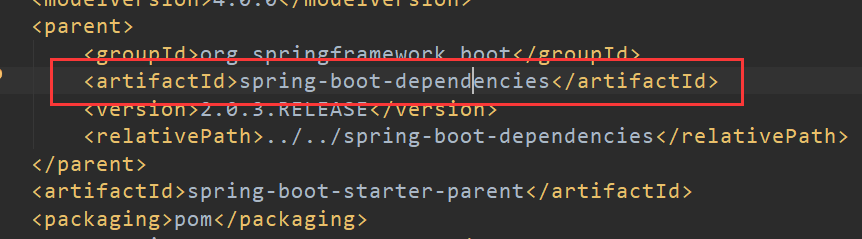 <modelVersion>4.0.0</modelVersion>
<parent>
<groupId>org.springframework.boot</groupId>
<artifactId>spring-boot-dependencies</artifactId>
<version>2.0.3.RELEASE</version>
<relativePath>../../spring-boot-dependencies</relativePath>
</parent>
<artifactId>spring-boot-starter-parent</artifactId>
<packaging>pom</packaging>